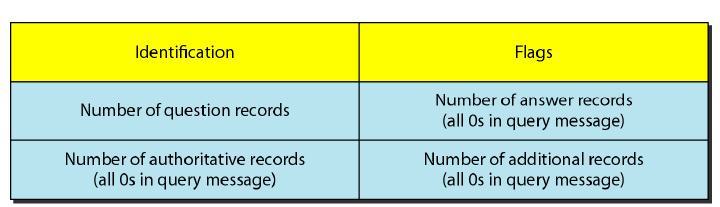 Identification
Flags
Number of question records
Number of answer records
(all 0s in query message)
Number of authoritative records
(all 0s in query message)
Number of additional records
(all 0s in query message)